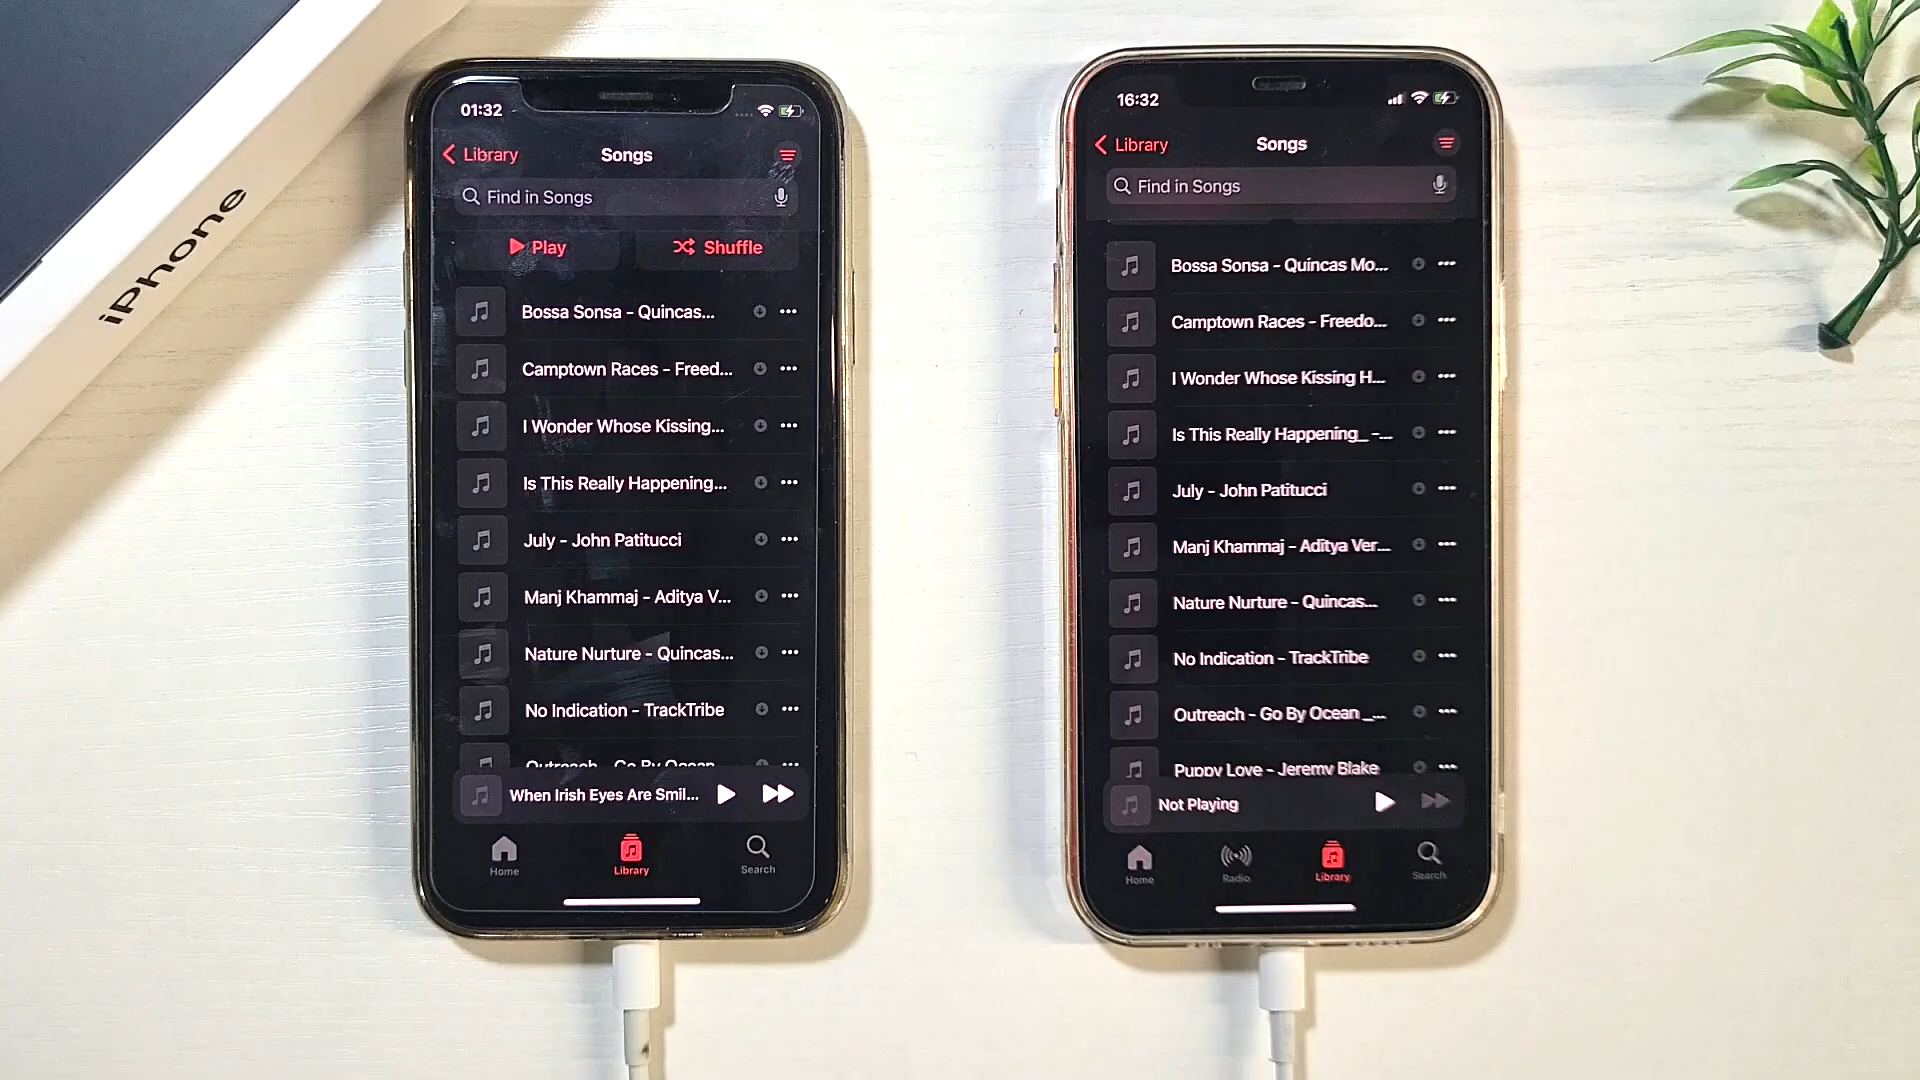 iPhone
01:32
Library
Songs
Find in Songs
Play
Shuffle
Bossa Sonsa - Quincas...
Camptown Races - Freed...
I Wonder Whose Kissing...
Is This Really Happening...
July - John Patitucci
Manj Khammaj - Aditya V...
Nature Nurture - Quincas...
No Indication - TrackTribe
Outreach - Go By Ocean
When Irish Eyes Are Smil...
Home
Library
Search
16:32
Library
Songs
Find in Songs
Bossa Sonsa - Quincas Mo...
Camptown Races - Freedo...
I Wonder Whose Kissing H...
Is This Really Happening_ -...
July - John Patitucci
Manj Khammaj - Aditya Ver...
Nature Nurture - Quincas...
No Indication - TrackTribe
Outreach - Go By Ocean _...
Puppy Love - Jeremy Blake
Not Playing
Home
Radio
Library
Search